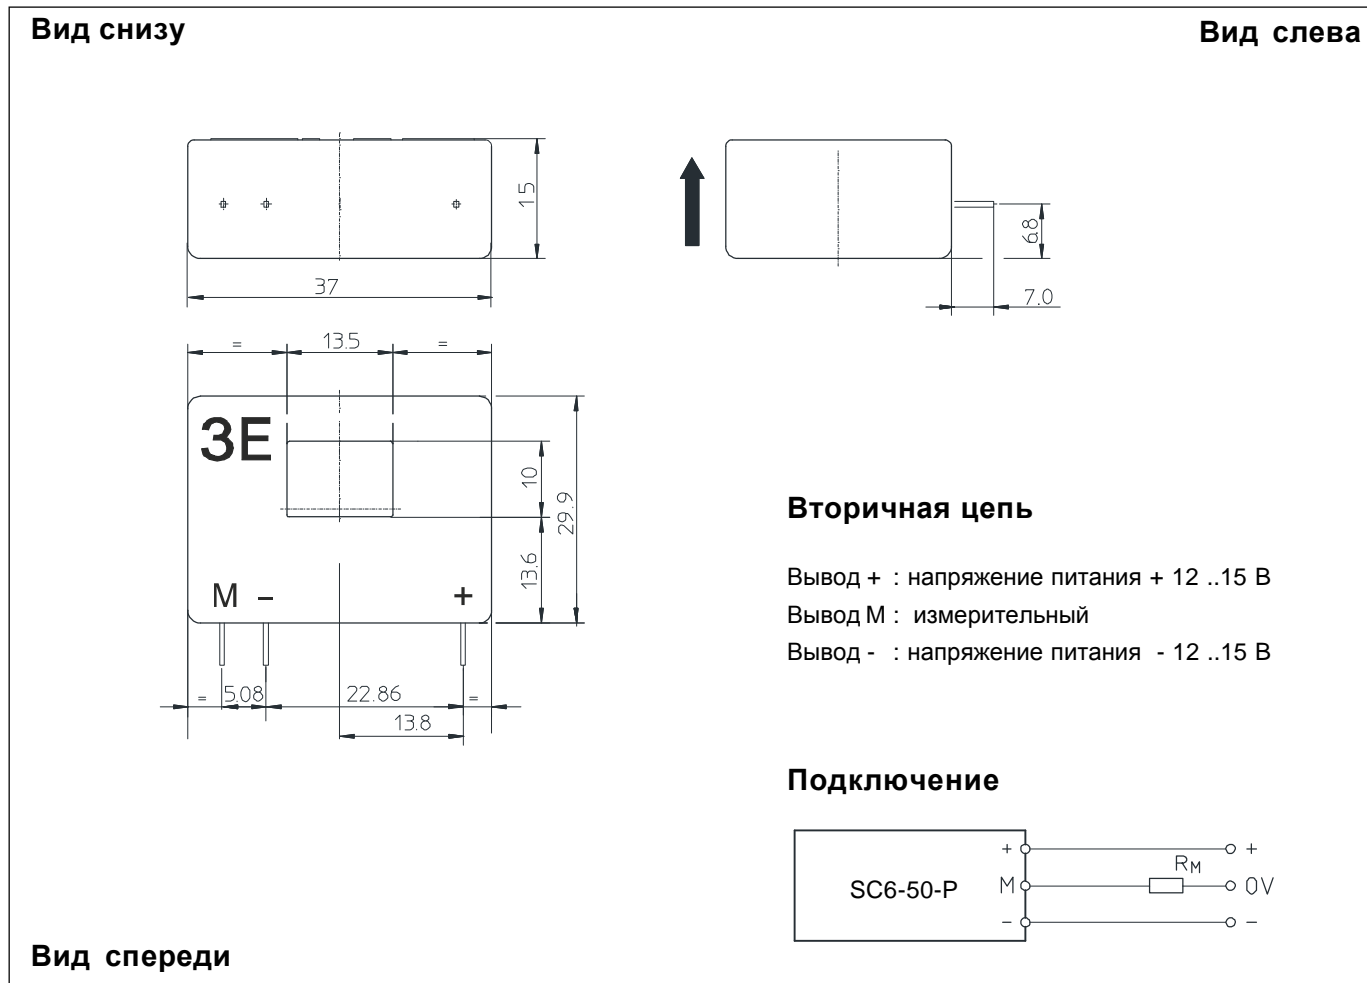 Вид снизу
Вид слева
15
37
6.8
7.0
= 13.5 =
ЗЕ
10
29.9
13.6
М - +
= 5.08 22.86 =
13.8
Вторичная цепь
Вывод + : напряжение питания + 12 ..15 В
Вывод М : измерительный
Вывод - : напряжение питания - 12 ..15 В
Подключение
+ +
SC6-50-P M RM 0V
- -
Вид спереди